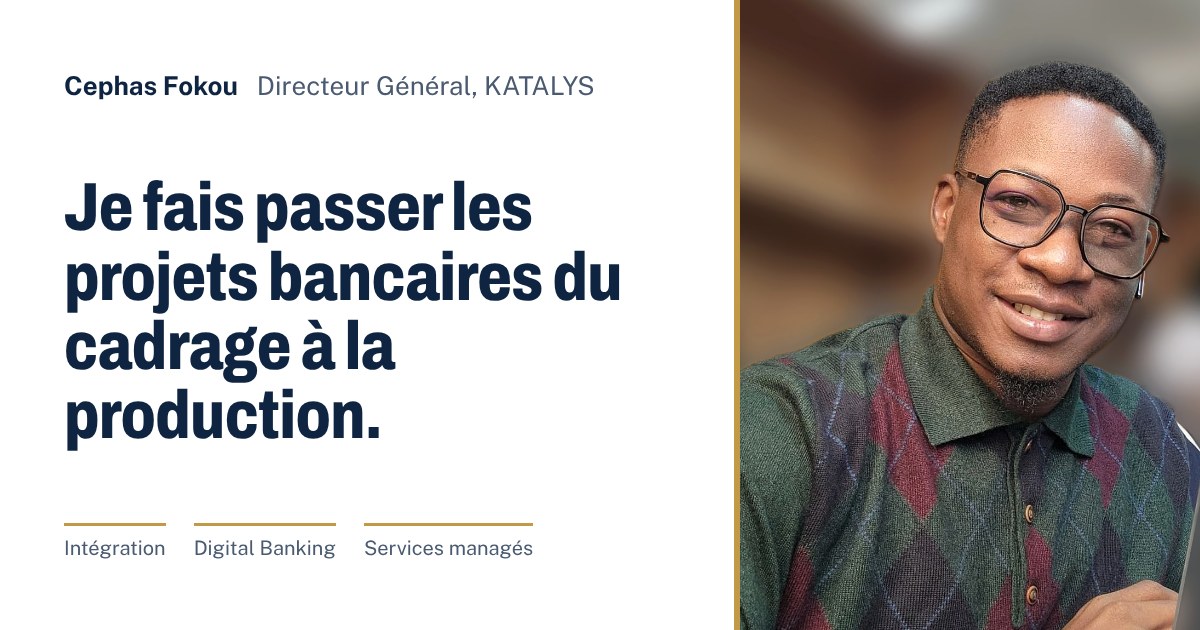 Cephas Fokou Directeur Général, KATALYS
Je fais passer les
projets bancaires du
cadrage à la
production.
Intégration Digital Banking Services managés